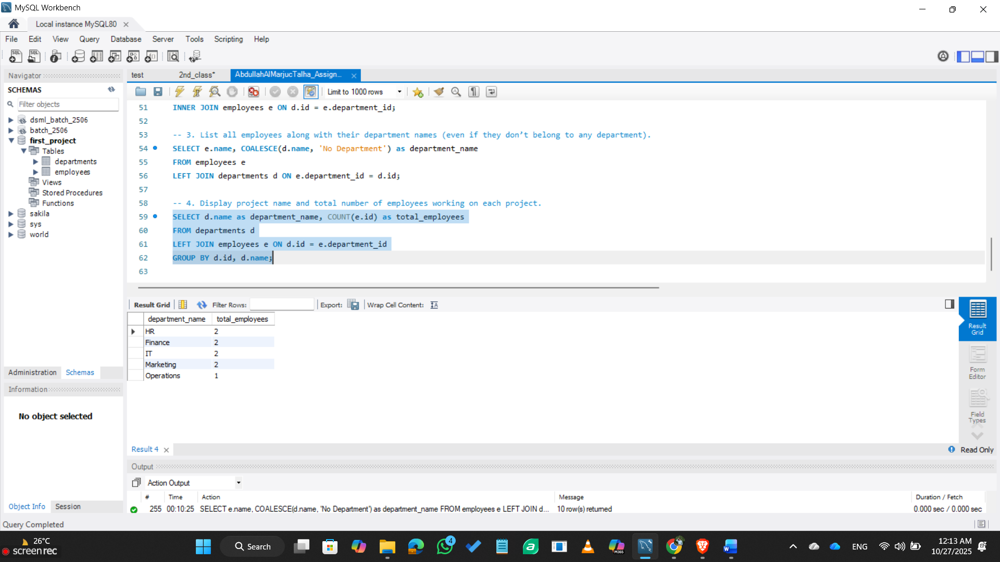 MySQL Workbench
Local instance MySQL80
File Edit View Query Database Server Tools Scripting Help
Navigator
SCHEMAS
Filter objects
dsml_batch_2506
batch_2506
first_project
Tables
departments
employees
Views
Stored Procedures
Functions
sakila
sys
world
Administration Schemas
Information
No object selected
Object Info Session
Query Completed
test 2nd_class* AbdullahAlMarjucTalha_Assign...
Limit to 1000 rows
51 INNER JOIN employees e ON d.id = e.department_id;
52
53 -- 3. List all employees along with their department names (even if they don’t belong to any department).
54 SELECT e.name, COALESCE(d.name, 'No Department') as department_name
55 FROM employees e
56 LEFT JOIN departments d ON e.department_id = d.id;
57
58 -- 4. Display project name and total number of employees working on each project.
59 SELECT d.name as department_name, COUNT(e.id) as total_employees
60 FROM departments d
61 LEFT JOIN employees e ON d.id = e.department_id
62 GROUP BY d.id, d.name;
63
Result Grid Filter Rows: Export: Wrap Cell Content:
department_name total_employees
HR 2
Finance 2
IT 2
Marketing 2
Operations 1
Result Grid
Form Editor
Field Types
Result 4 Read Only
Output
Action Output
# Time Action Message Duration / Fetch
255 00:10:25 SELECT e.name, COALESCE(d.name, 'No Department') as department_name FROM employees e LEFT JOIN d... 10 row(s) returned 0.000 sec / 0.000 sec
26°C
screen rec
Search
4
M365
ENG
12:13 AM
10/27/2025